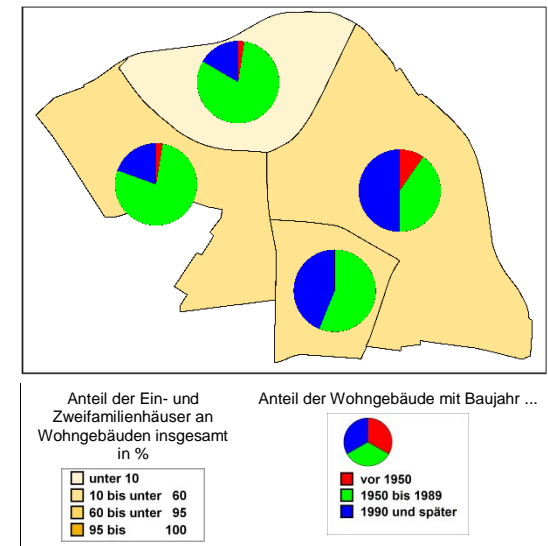 Anteil der Ein- und
Zweifamilienhäuser an
Wohngebäuden insgesamt
in %
unter 10
10 bis unter 60
60 bis unter 95
95 bis 100
Anteil der Wohngebäude mit Baujahr ...
vor 1950
1950 bis 1989
1990 und später